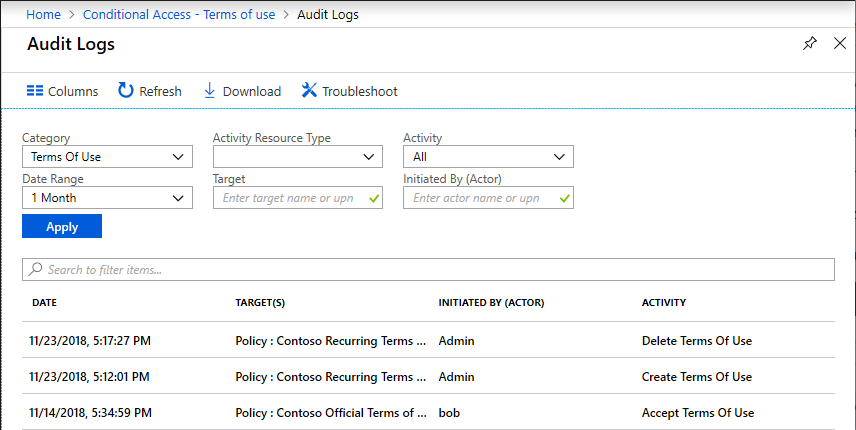 Home > Conditional Access - Terms of use > Audit Logs
Audit Logs
Columns Refresh Download Troubleshoot
Category Activity Resource Type Activity
Terms Of Use All
Date Range Target Initiated By (Actor)
1 Month Enter target name or upn Enter actor name or upn
Apply
Search to filter items...
DATE TARGET(S) INITIATED BY (ACTOR) ACTIVITY
11/23/2018, 5:17:27 PM Policy : Contoso Recurring Terms ... Admin Delete Terms Of Use
11/23/2018, 5:12:01 PM Policy : Contoso Recurring Terms ... Admin Create Terms Of Use
11/14/2018, 5:34:59 PM Policy : Contoso Official Terms of ... bob Accept Terms Of Use